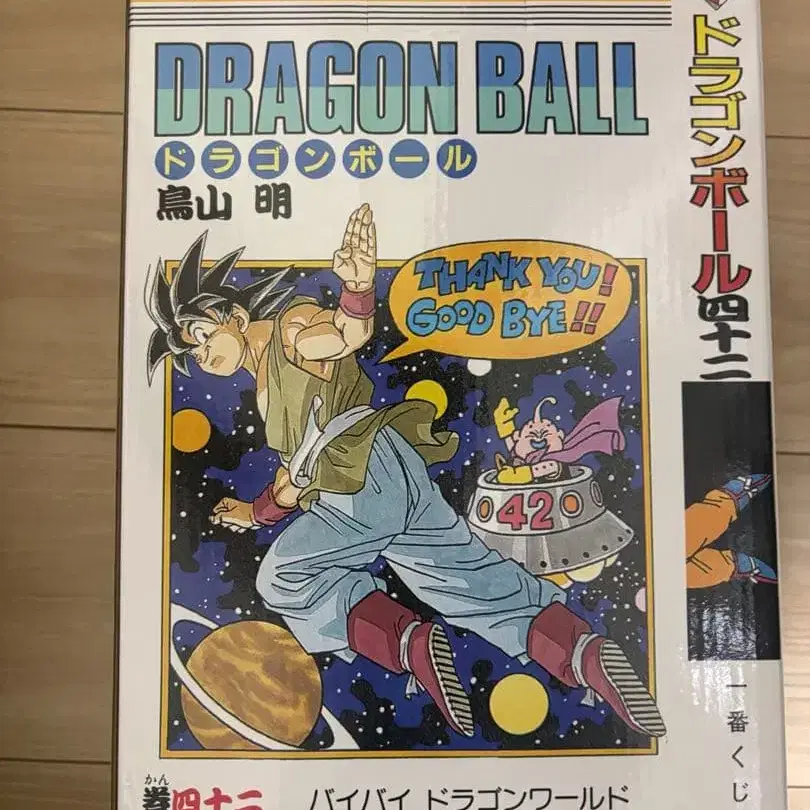 DRAGON BALL
ドラゴンボール
鳥山 明
THANK YOU!
GOOD BYE!!
42
かん
巻四十二
バイバイ ドラゴンワールド
ドラゴンボール四十二
一番くじ